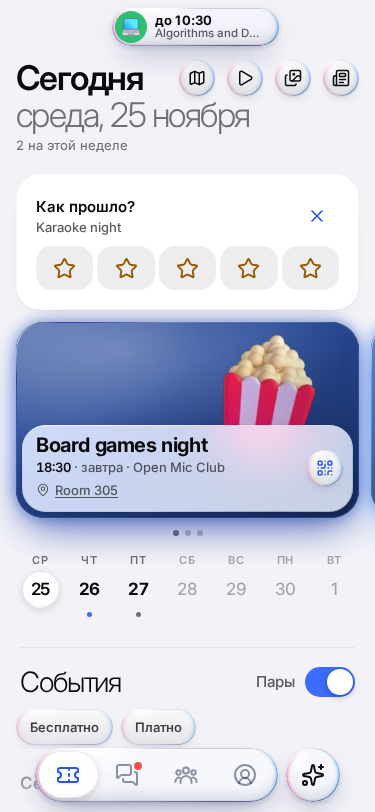 до 10:30
Algorithms and D...
Сегодня
среда, 25 ноября
2 на этой неделе
Как прошло?
Karaoke night
Board games night
18:30 · завтра · Open Mic Club
Room 305
СР ЧТ ПТ СБ ВС ПН ВТ
25 26 27 28 29 30 1
События
Пары
Бесплатно Платно